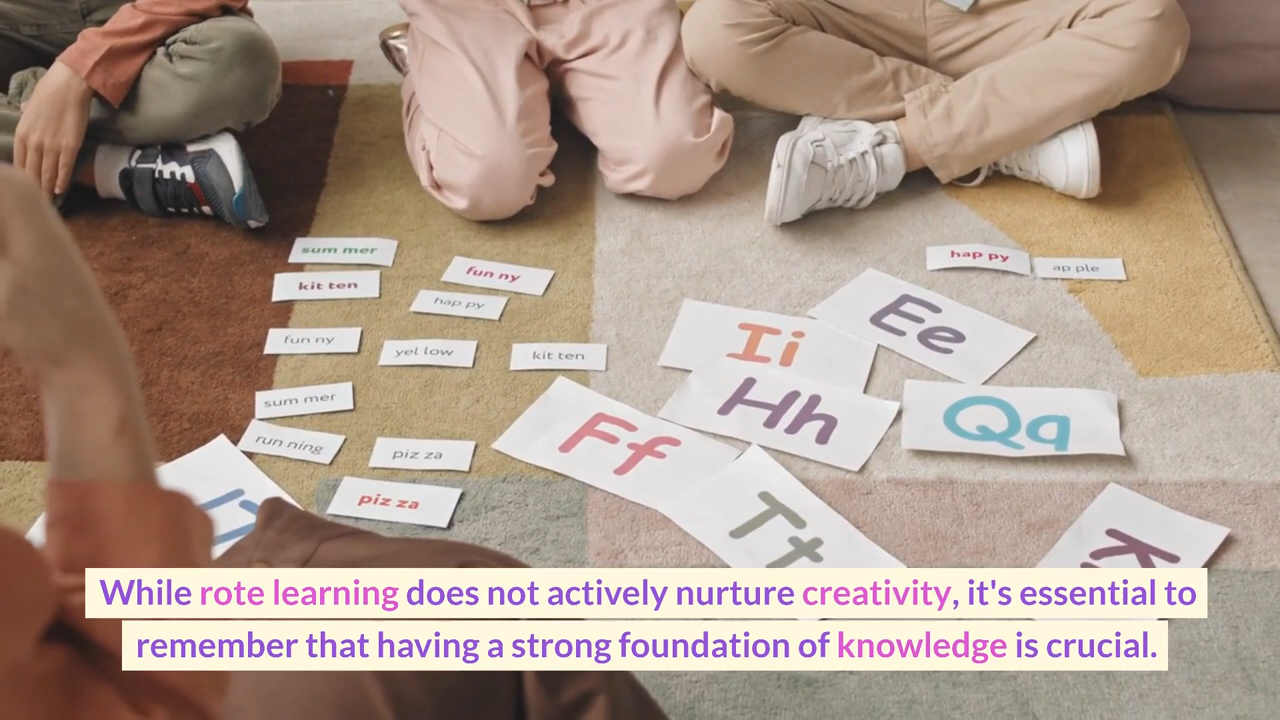 sum mer
kit ten
fun ny
hap py
fun ny
yel low
kit ten
sum mer
run ning
piz za
piz za
hap py
ap ple
Ee
Ii
Hh
Qq
Ff
Tt
While rote learning does not actively nurture creativity, it's essential to
remember that having a strong foundation of knowledge is crucial.